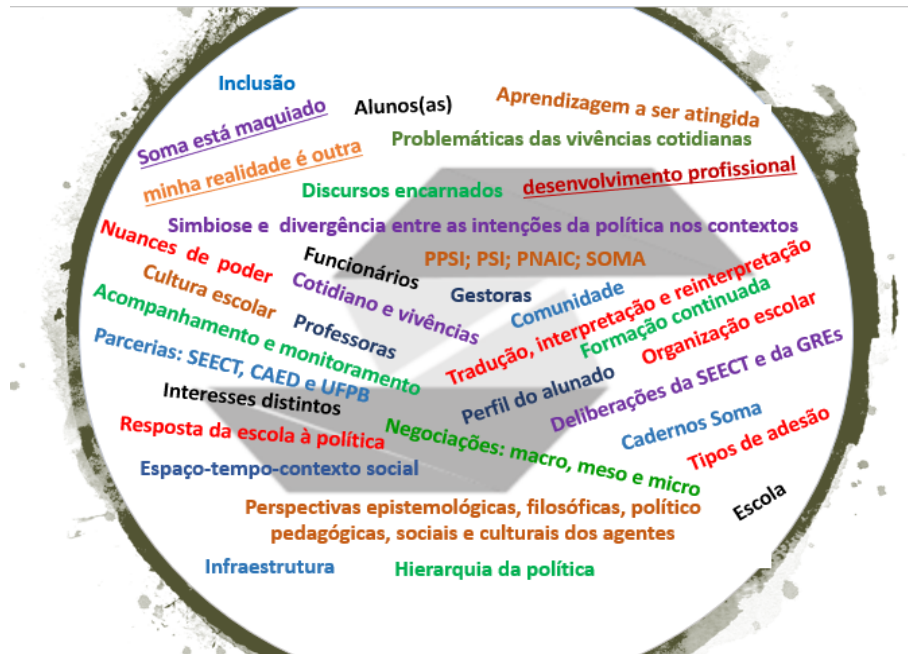 Inclusão
Alunos(as)
Aprendizagem a ser atingida
Soma está maquiado
Problemáticas das vivências cotidianas
minha realidade é outra
Discursos encarnados
desenvolvimento profissional
Simbiose e divergência entre as intenções da política nos contextos
Nuances de poder
Funcionários
PPSI; PSI; PNAIC; SOMA
Cultura escolar
Cotidiano e vivências
Gestoras
Comunidade
Tradução, interpretação e reinterpretação
Acompanhamento e monitoramento
Professoras
Formação continuada
Organização escolar
Parcerias: SEECT, CAED e UFPB
Interesses distintos
Perfil do alunado
Deliberações da SEECT e da GREs
Resposta da escola à política
Negociações: macro, meso e micro
Cadernos Soma
Tipos de adesão
Espaço-tempo-contexto social
Escola
Perspectivas epistemológicas, filosóficas, político
pedagógicas, sociais e culturais dos agentes
Infraestrutura
Hierarquia da política